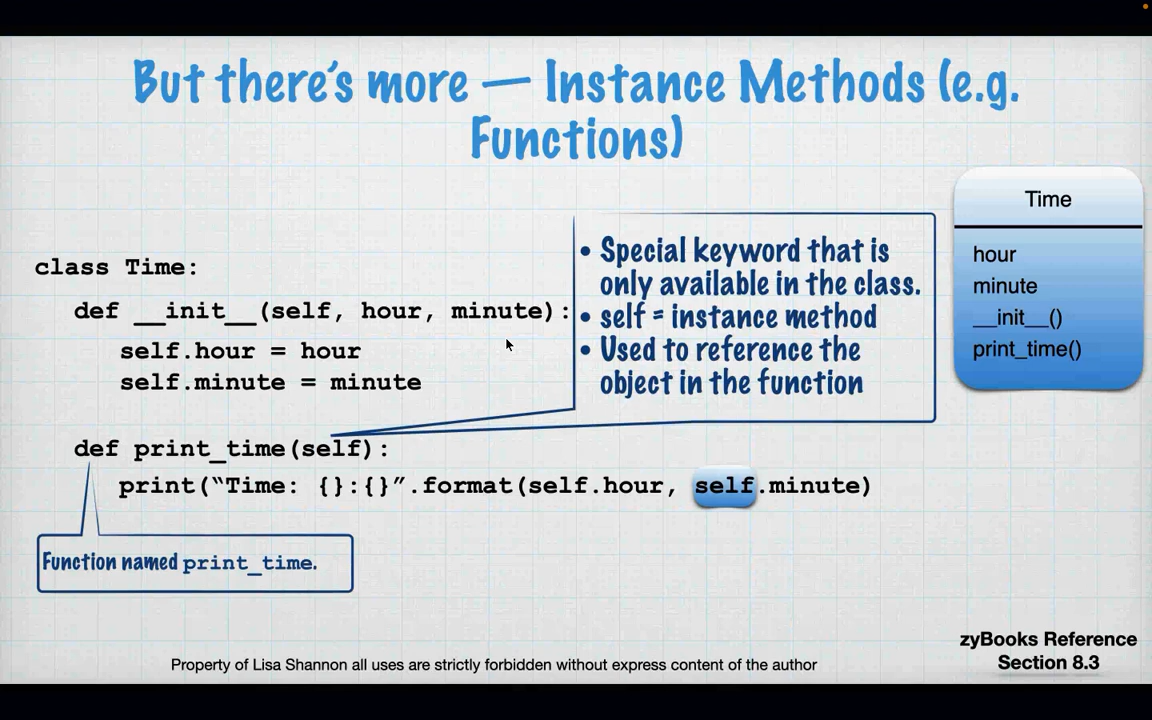 But there's more — Instance Methods (e.g.
Functions)
class Time:
def __init__(self, hour, minute):
self.hour = hour
self.minute = minute
def print_time(self):
print(“Time: {}:{}”.format(self.hour, self.minute)
• Special keyword that is
only available in the class.
• self = instance method
• Used to reference the
object in the function
Function named print_time.
Time
hour
minute
__init__()
print_time()
zyBooks Reference
Section 8.3
Property of Lisa Shannon all uses are strictly forbidden without express content of the author